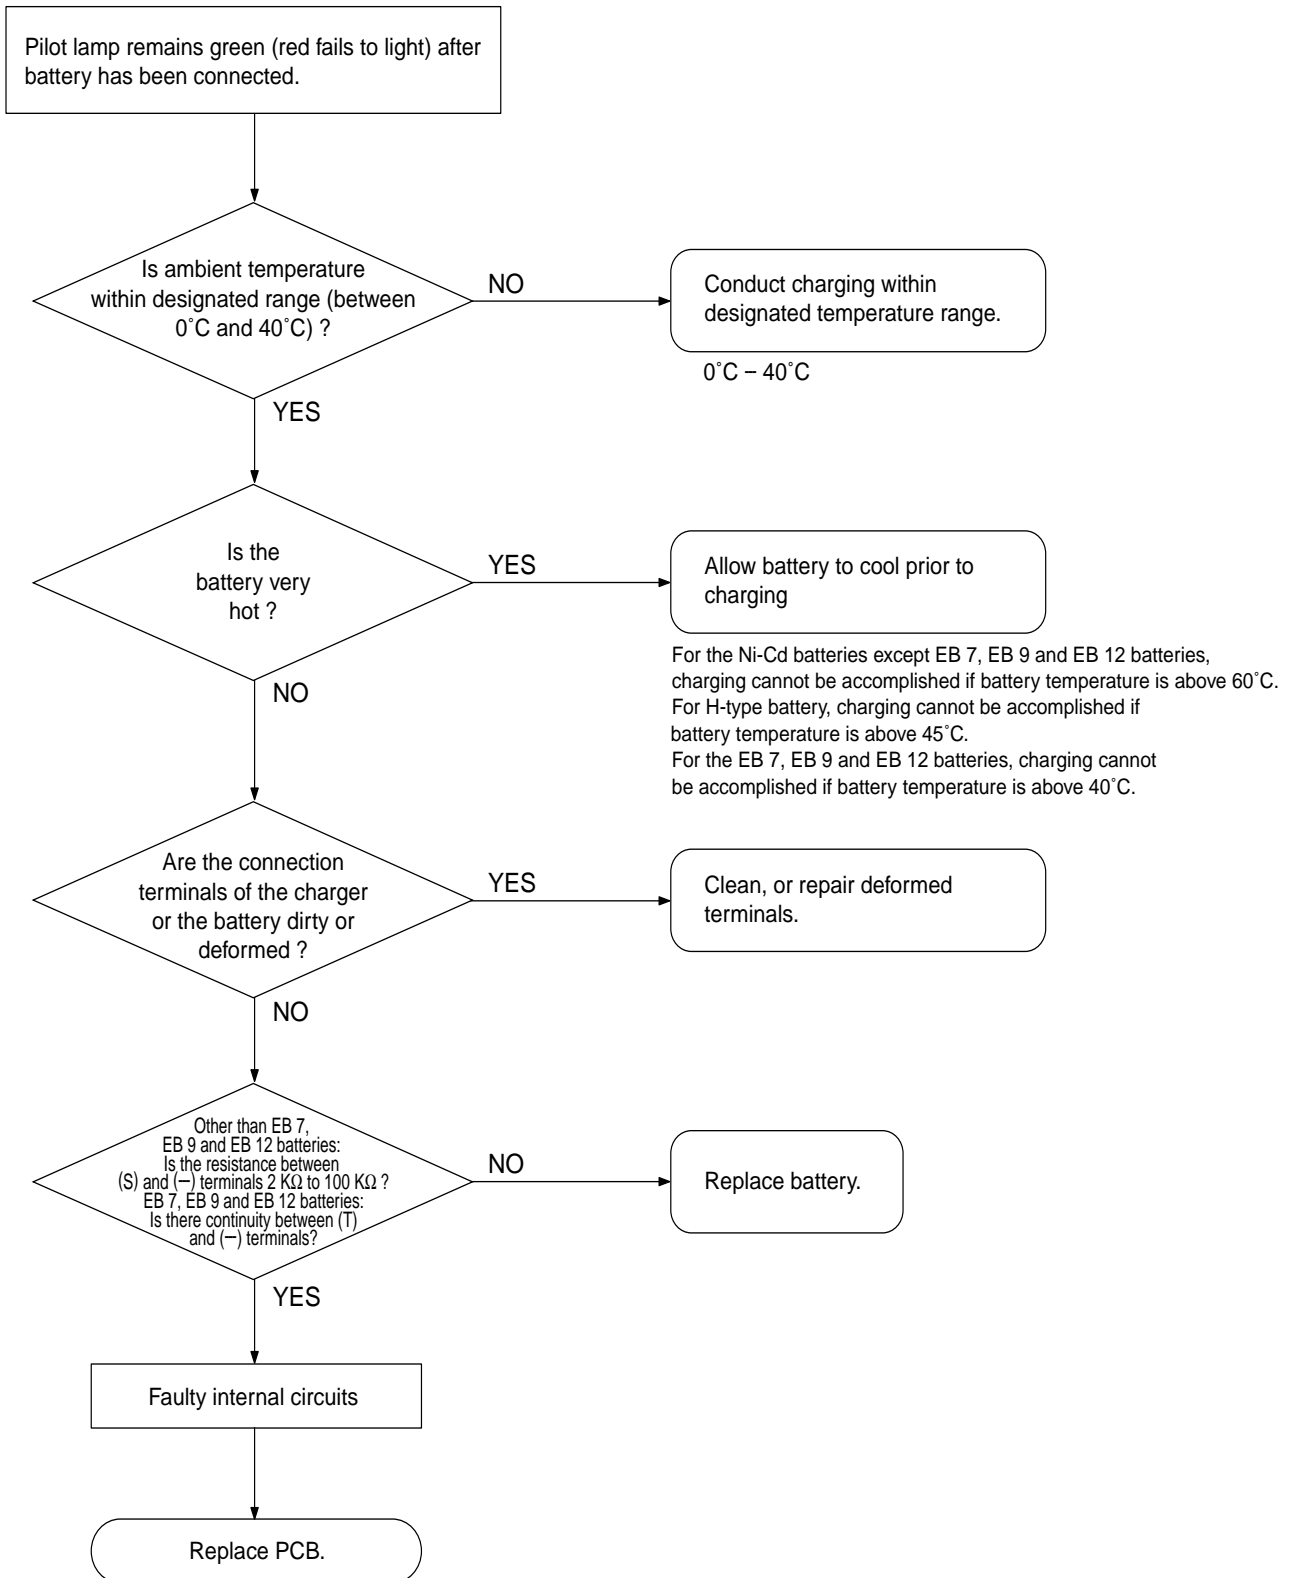 Pilot lamp remains green (red fails to light) after
battery has been connected.
Is ambient temperature
within designated range (between
0˚C and 40˚C) ?
NO
Conduct charging within
designated temperature range.
0˚C – 40˚C
YES
Is the
battery very
hot ?
YES
Allow battery to cool prior to
charging
For the Ni-Cd batteries except EB 7, EB 9 and EB 12 batteries,
charging cannot be accomplished if battery temperature is above 60˚C.
For H-type battery, charging cannot be accomplished if
battery temperature is above 45˚C.
For the EB 7, EB 9 and EB 12 batteries, charging cannot
be accomplished if battery temperature is above 40˚C.
NO
Are the connection
terminals of the charger
or the battery dirty or
deformed ?
YES
Clean, or repair deformed
terminals.
NO
Other than EB 7,
EB 9 and EB 12 batteries:
Is the resistance between
(S) and (–) terminals 2 KΩ to 100 KΩ ?
EB 7, EB 9 and EB 12 batteries:
Is there continuity between (T)
and (–) terminals?
NO
Replace battery.
YES
Faulty internal circuits
Replace PCB.